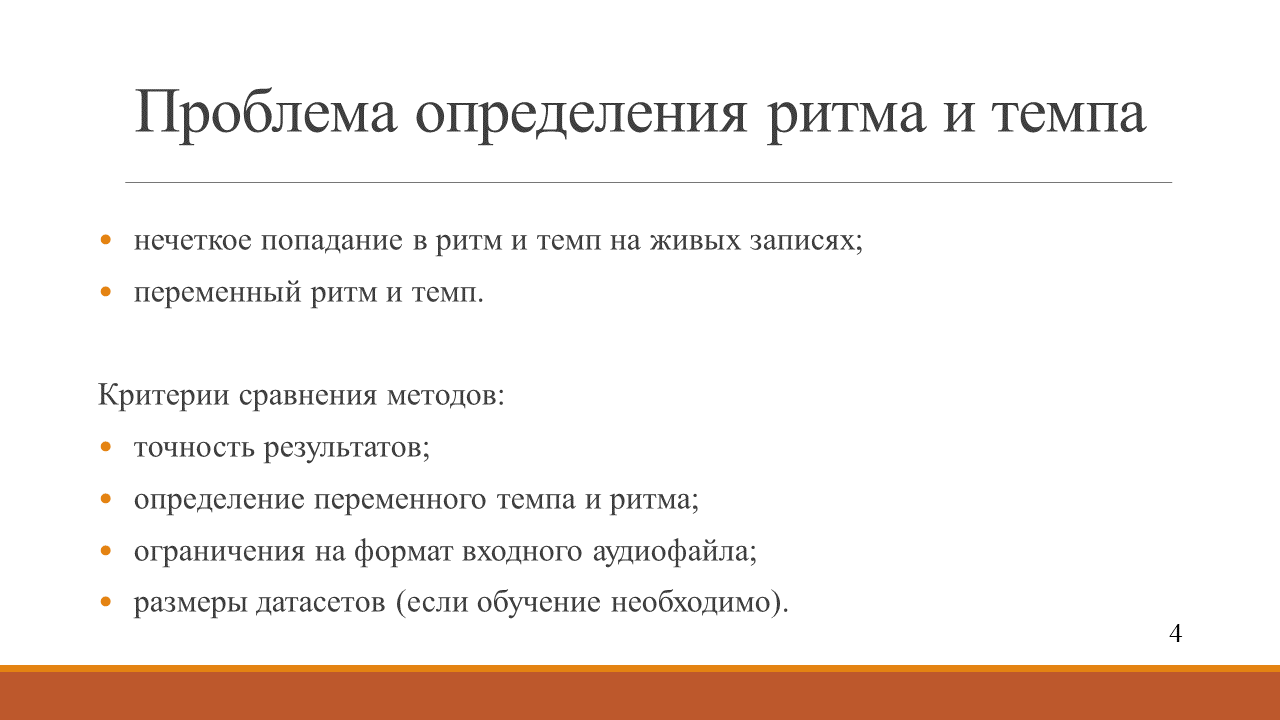 Проблема определения ритма и темпа
• нечеткое попадание в ритм и темп на живых записях;
• переменный ритм и темп.
Критерии сравнения методов:
• точность результатов;
• определение переменного темпа и ритма;
• ограничения на формат входного аудиофайла;
• размеры датасетов (если обучение необходимо).
4